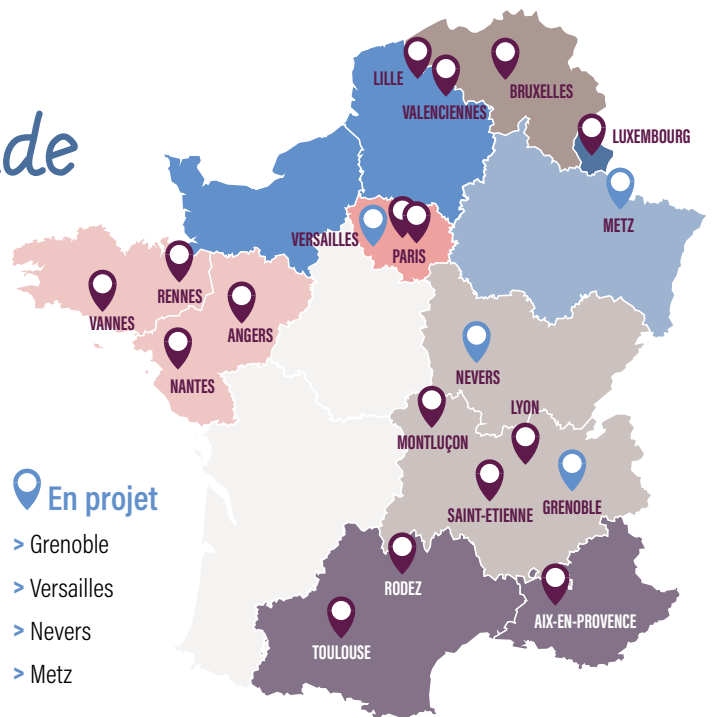 de
LILLE
VALENCIENNES
BRUXELLES
LUXEMBOURG
METZ
VERSAILLES
PARIS
RENNES
VANNES
ANGERS
NANTES
NEVERS
LYON
MONTLUÇON
SAINT-ETIENNE
GRENOBLE
RODEZ
TOULOUSE
AIX-EN-PROVENCE
En projet
> Grenoble
> Versailles
> Nevers
> Metz